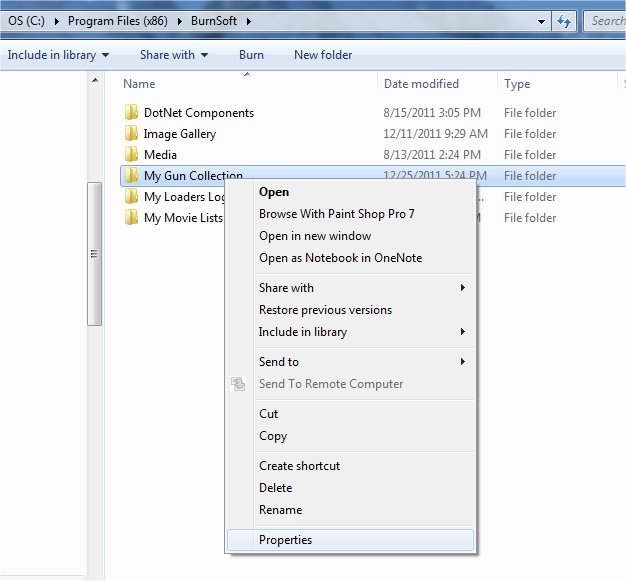 OS (C:) Program Files (x86) BurnSoft Search
Include in library Share with Burn New folder
Name Date modified Type
DotNet Components 8/15/2011 3:05 PM File folder
Image Gallery 12/11/2011 9:29 AM File folder
Media 8/13/2011 2:24 PM File folder
My Gun Collection 12/25/2011 5:24 PM File folder
My Loaders Log File folder
My Movie Lists File folder
Open
Browse With Paint Shop Pro 7
Open in new window
Open as Notebook in OneNote
Share with
Restore previous versions
Include in library
Send to
Send To Remote Computer
Cut
Copy
Create shortcut
Delete
Rename
Properties